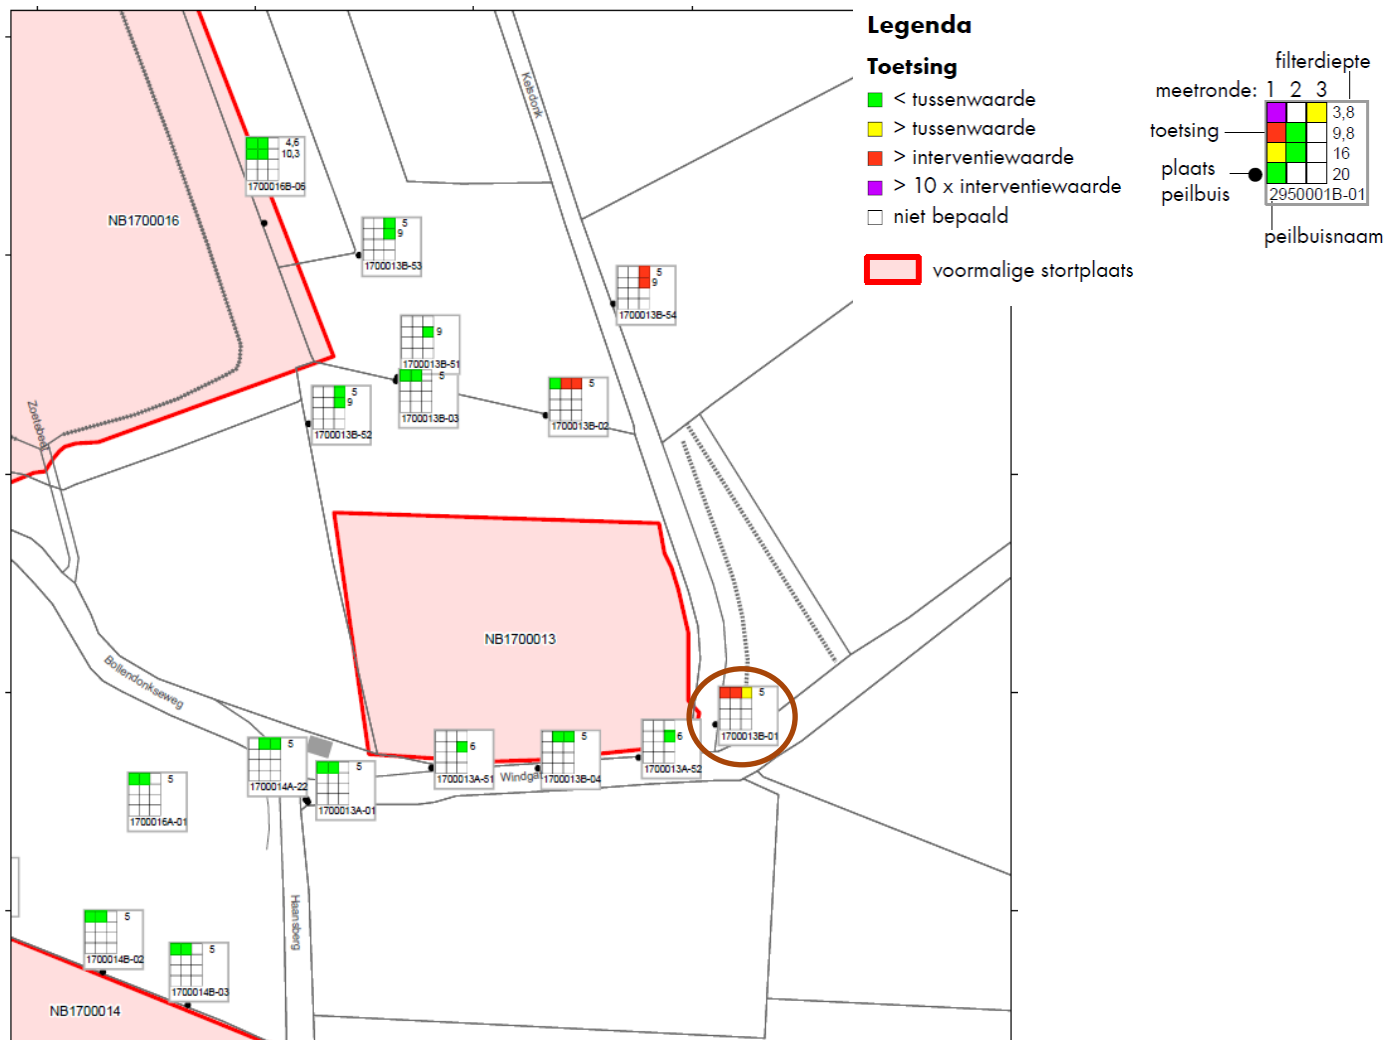 Legenda
Toetsing
< tussenwaarde
> tussenwaarde
> interventiewaarde
> 10 x interventiewaarde
niet bepaald
voormalige stortplaats
filterdiepte
meetronde: 1 2 3
3,8
toetsing
9,8
16
plaats
peilbuis
20
2950001B-01
peilbuisnaam
Kelsdonk
4,6
10,3
1700016B-06
NB1700016
5
9
1700013B-53
5
9
1700013B-54
9
1700013B-51
5
1700013B-03
5
9
1700013B-52
5
1700013B-02
NB1700013
Bollendonkseweg
5
1700013B-01
5
1700014A-22
5
1700013A-01
6
1700013A-51
5
1700013B-04
6
1700013A-52
5
1700016A-01
Haansberg
5
1700014B-02
5
1700014B-03
NB1700014